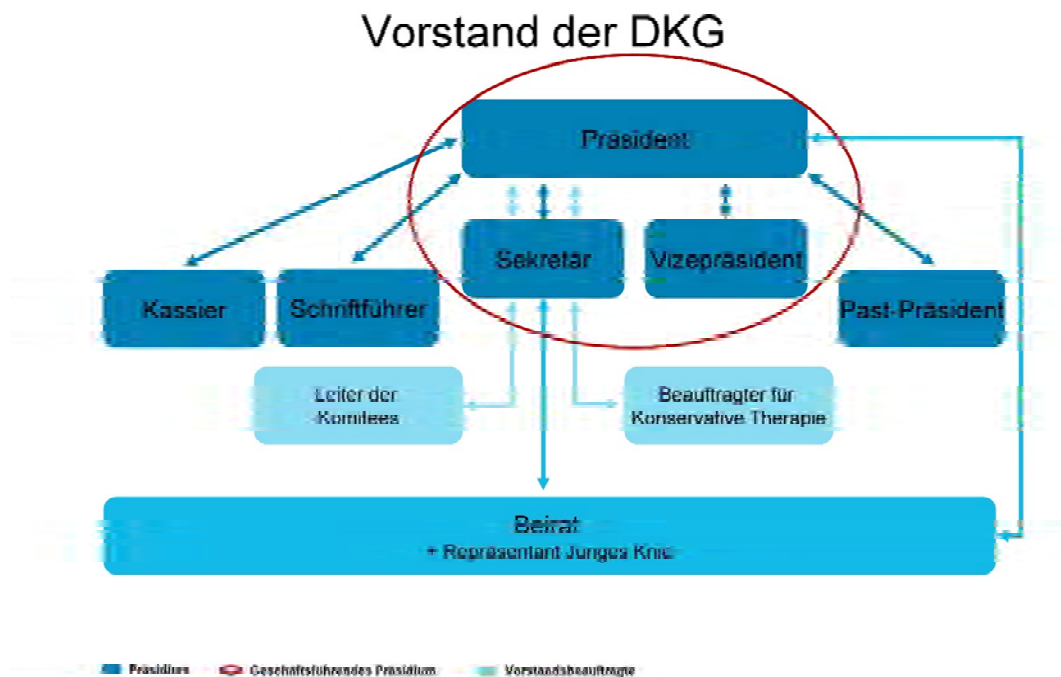 Vorstand der DKG
Präsident
Sekretär
Vizepräsident
Kassier
Schriftführer
Past-Präsident
Leiter der
Komitees
Beauftragter für
Konservative Therapie
Beirat
+ Repräsentant Junges Knie
Präsidium
Geschäftsführendes Präsidium
Vorstandsbeauftragte